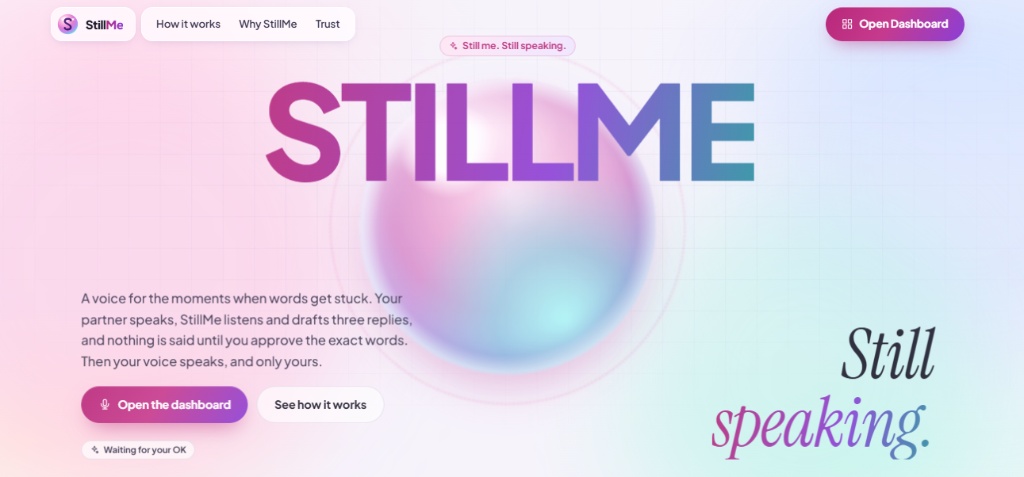 StillMe
How it works
Why StillMe
Trust
Open Dashboard
Still me. Still speaking.
STILLME
A voice for the moments when words get stuck. Your
partner speaks, StillMe listens and drafts three replies,
and nothing is said until you approve the exact words.
Then your voice speaks, and only yours.
Open the dashboard
See how it works
Waiting for your OK
Still
speaking.